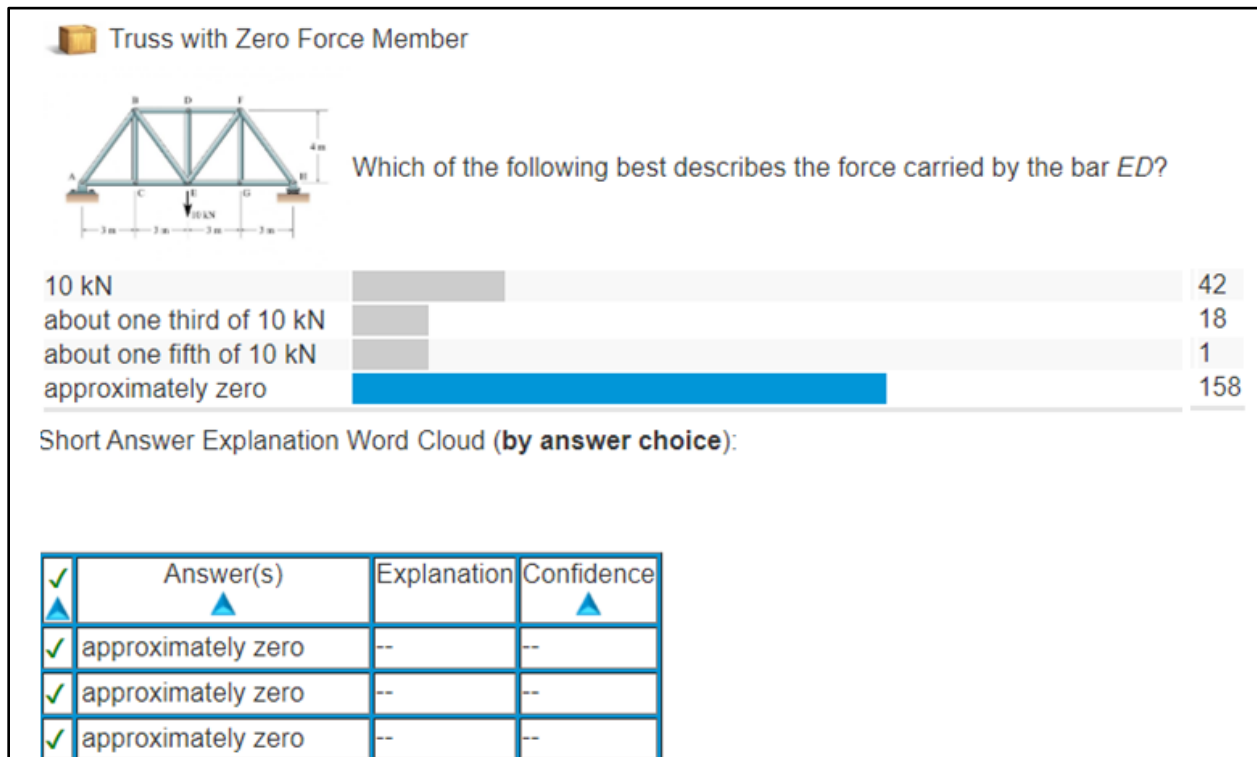 Truss with Zero Force Member
B D F
4 m
Which of the following best describes the force carried by the bar ED?
A H
C E G
10 kN
3 m 3 m 3 m 3 m
10 kN 42
about one third of 10 kN 18
about one fifth of 10 kN 1
approximately zero 158
Short Answer Explanation Word Cloud (by answer choice):
✓ Answer(s) Explanation Confidence
✓ approximately zero -- --
✓ approximately zero -- --
✓ approximately zero -- --